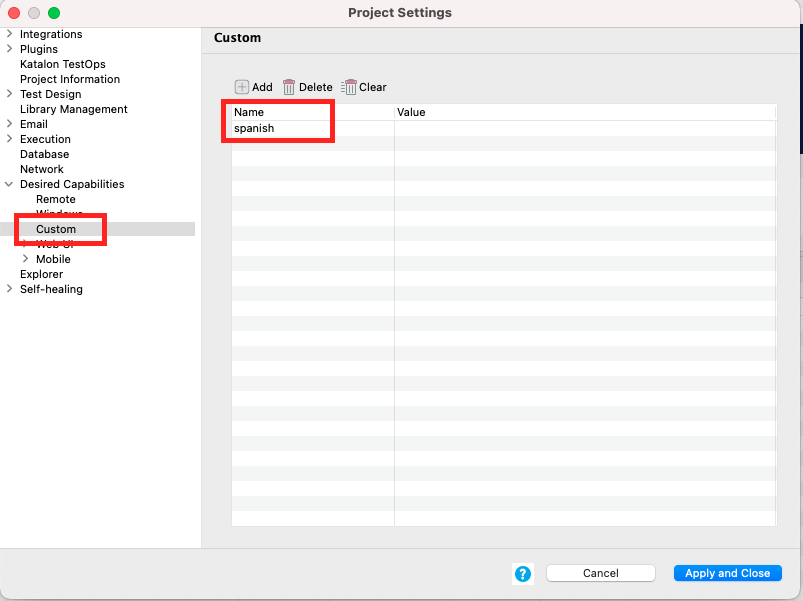 Project Settings
Integrations
Plugins
Katalon TestOps
Project Information
Test Design
Library Management
Email
Execution
Database
Network
Desired Capabilities
Remote
Windows
Custom
Web UI
Mobile
Explorer
Self-healing
Custom
Add Delete Clear
Name Value
spanish
? Cancel Apply and Close